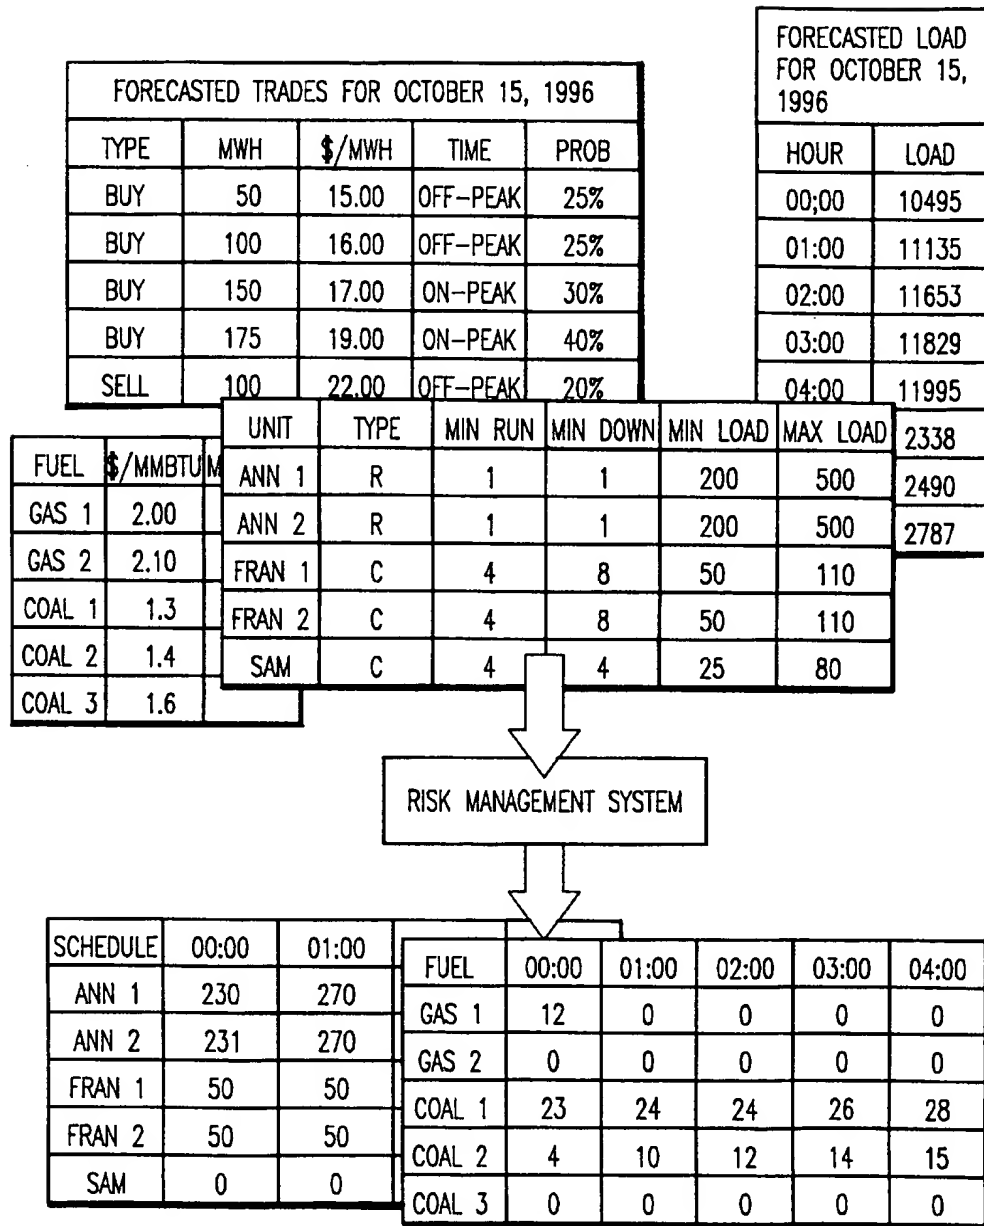 FORECASTED TRADES FOR OCTOBER 15, 1996
TYPE MWH $/MWH TIME PROB
BUY 50 15.00 OFF-PEAK 25%
BUY 100 16.00 OFF-PEAK 25%
BUY 150 17.00 ON-PEAK 30%
BUY 175 19.00 ON-PEAK 40%
SELL 100 22.00 OFF-PEAK 20%
FORECASTED LOAD
FOR OCTOBER 15,
1996
HOUR LOAD
00;00 10495
01:00 11135
02:00 11653
03:00 11829
04:00 11995
2338
2490
2787
FUEL $/MMBTU M
GAS 1 2.00
GAS 2 2.10
COAL 1 1.3
COAL 2 1.4
COAL 3 1.6
UNIT TYPE MIN RUN MIN DOWN MIN LOAD MAX LOAD
ANN 1 R 1 1 200 500
ANN 2 R 1 1 200 500
FRAN 1 C 4 8 50 110
FRAN 2 C 4 8 50 110
SAM C 4 4 25 80
RISK MANAGEMENT SYSTEM
SCHEDULE 00:00 01:00
ANN 1 230 270
ANN 2 231 270
FRAN 1 50 50
FRAN 2 50 50
SAM 0 0
FUEL 00:00 01:00 02:00 03:00 04:00
GAS 1 12 0 0 0 0
GAS 2 0 0 0 0 0
COAL 1 23 24 24 26 28
COAL 2 4 10 12 14 15
COAL 3 0 0 0 0 0